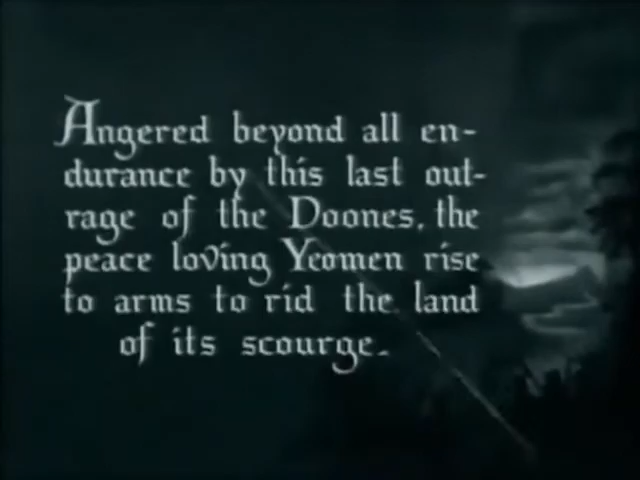 Angered beyond all en-
durance by this last out-
rage of the Doones, the
peace loving Yeomen rise
to arms to rid the land
of its scourge.